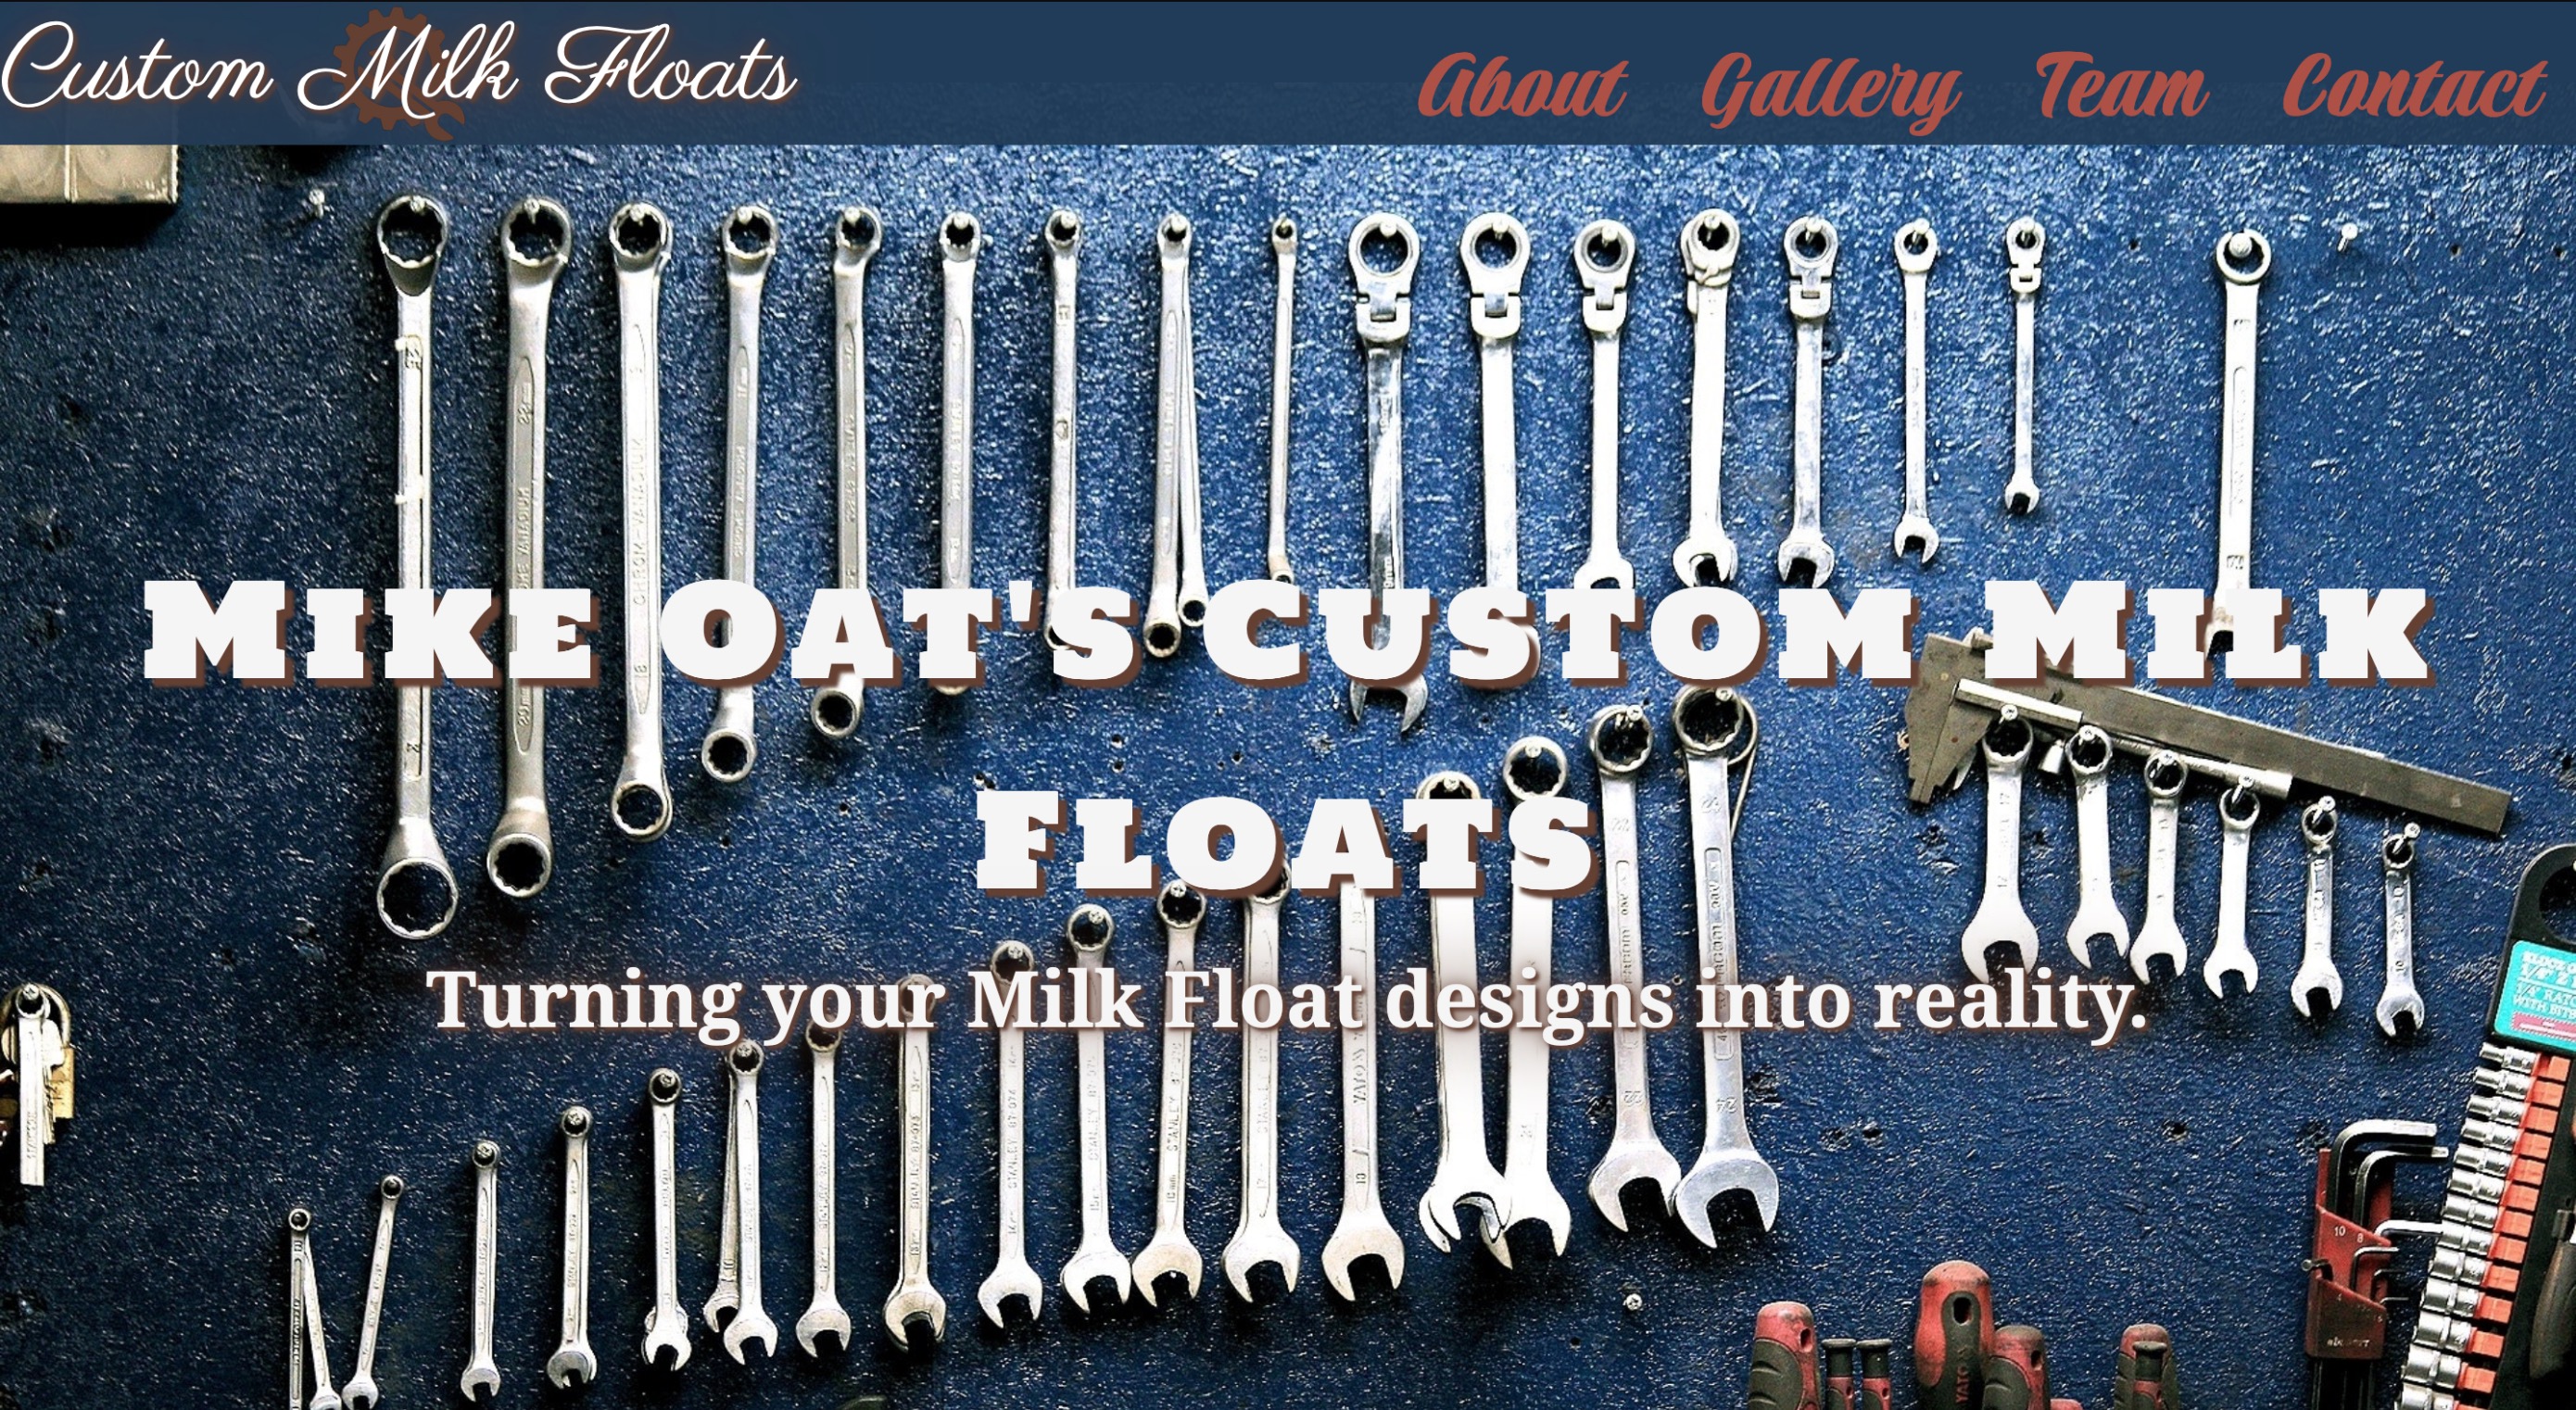 Custom Milk Floats
About Gallery Team Contact
Mike Oat's Custom Milk
Floats
Turning your Milk Float designs into reality.